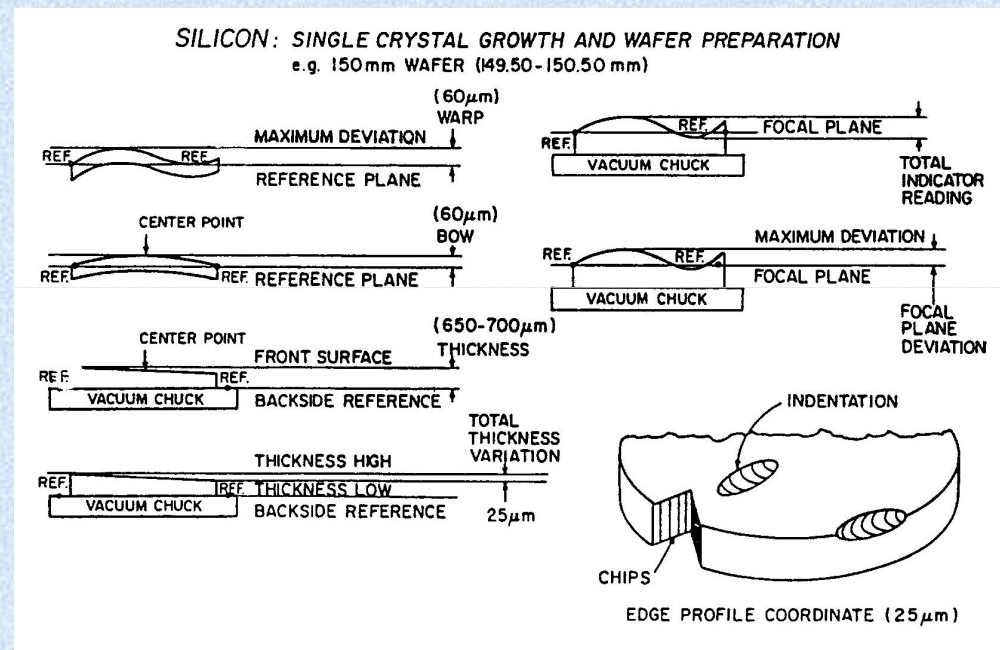 SILICON: SINGLE CRYSTAL GROWTH AND WAFER PREPARATION
e.g. 150mm WAFER (149.50-150.50 mm)
(60μm)
WARP
MAXIMUM DEVIATION
REF.
REF.
REFERENCE PLANE
CENTER POINT
(60μm)
BOW
REF.
REF.
REFERENCE PLANE
CENTER POINT
(650-700μm)
THICKNESS
FRONT SURFACE
REF.
REF.
VACUUM CHUCK
BACKSIDE REFERENCE
TOTAL
THICKNESS
VARIATION
THICKNESS HIGH
REF.
REF.
THICKNESS LOW
VACUUM CHUCK
BACKSIDE REFERENCE
25μm
REF.
FOCAL PLANE
REF.
VACUUM CHUCK
TOTAL
INDICATOR
READING
MAXIMUM DEVIATION
REF.
REF.
FOCAL PLANE
VACUUM CHUCK
FOCAL
PLANE
DEVIATION
INDENTATION
CHIPS
EDGE PROFILE COORDINATE (25μm)